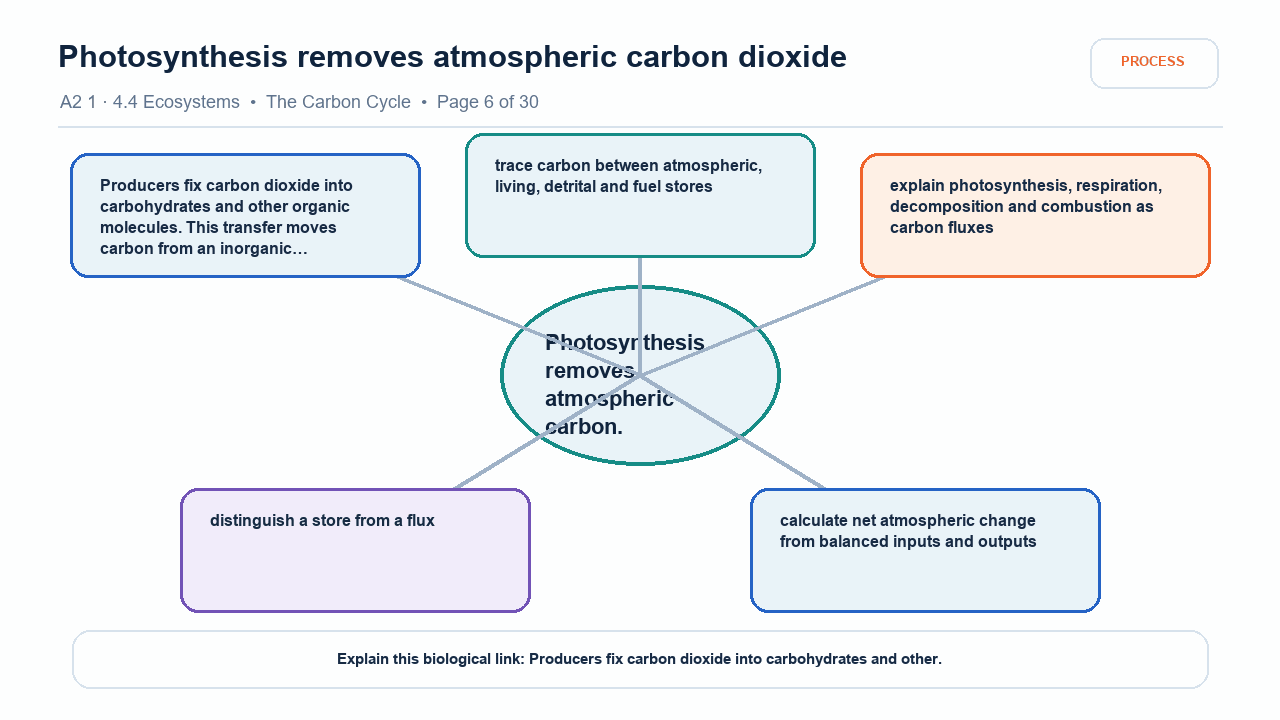 Photosynthesis removes atmospheric carbon dioxide
PROCESS
A2 1 · 4.4 Ecosystems • The Carbon Cycle • Page 6 of 30
Producers fix carbon dioxide into
carbohydrates and other organic
molecules. This transfer moves
carbon from an inorganic…
trace carbon between atmospheric,
living, detrital and fuel stores
explain photosynthesis, respiration,
decomposition and combustion as
carbon fluxes
Photosynthesis
removes
atmospheric
carbon.
distinguish a store from a flux
calculate net atmospheric change
from balanced inputs and outputs
Explain this biological link: Producers fix carbon dioxide into carbohydrates and other.